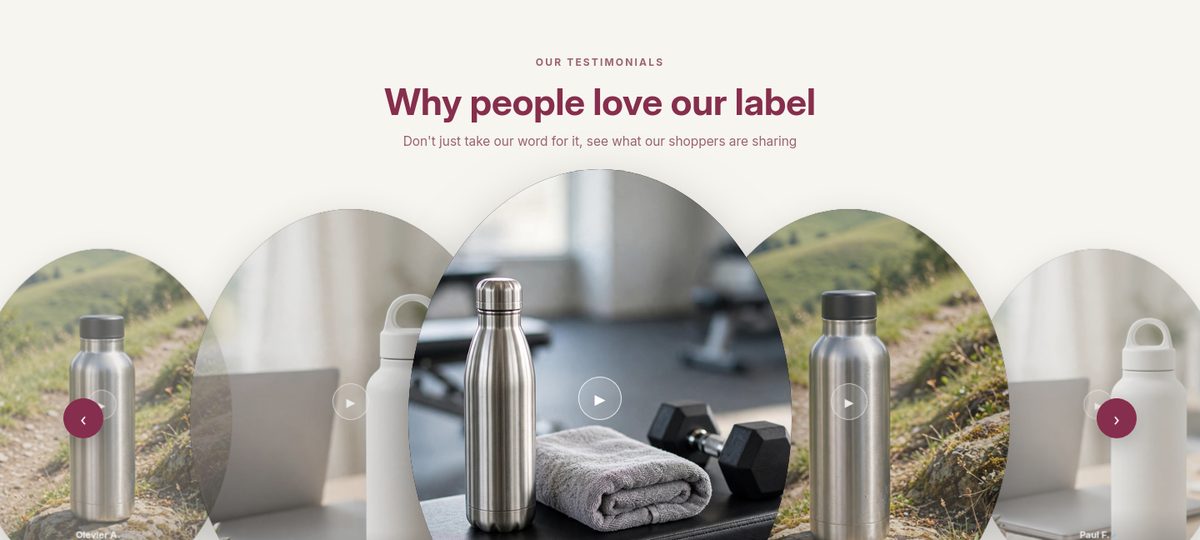 OUR TESTIMONIALS
Why people love our label
Don't just take our word for it, see what our shoppers are sharing
Olevier A.
Paul F.